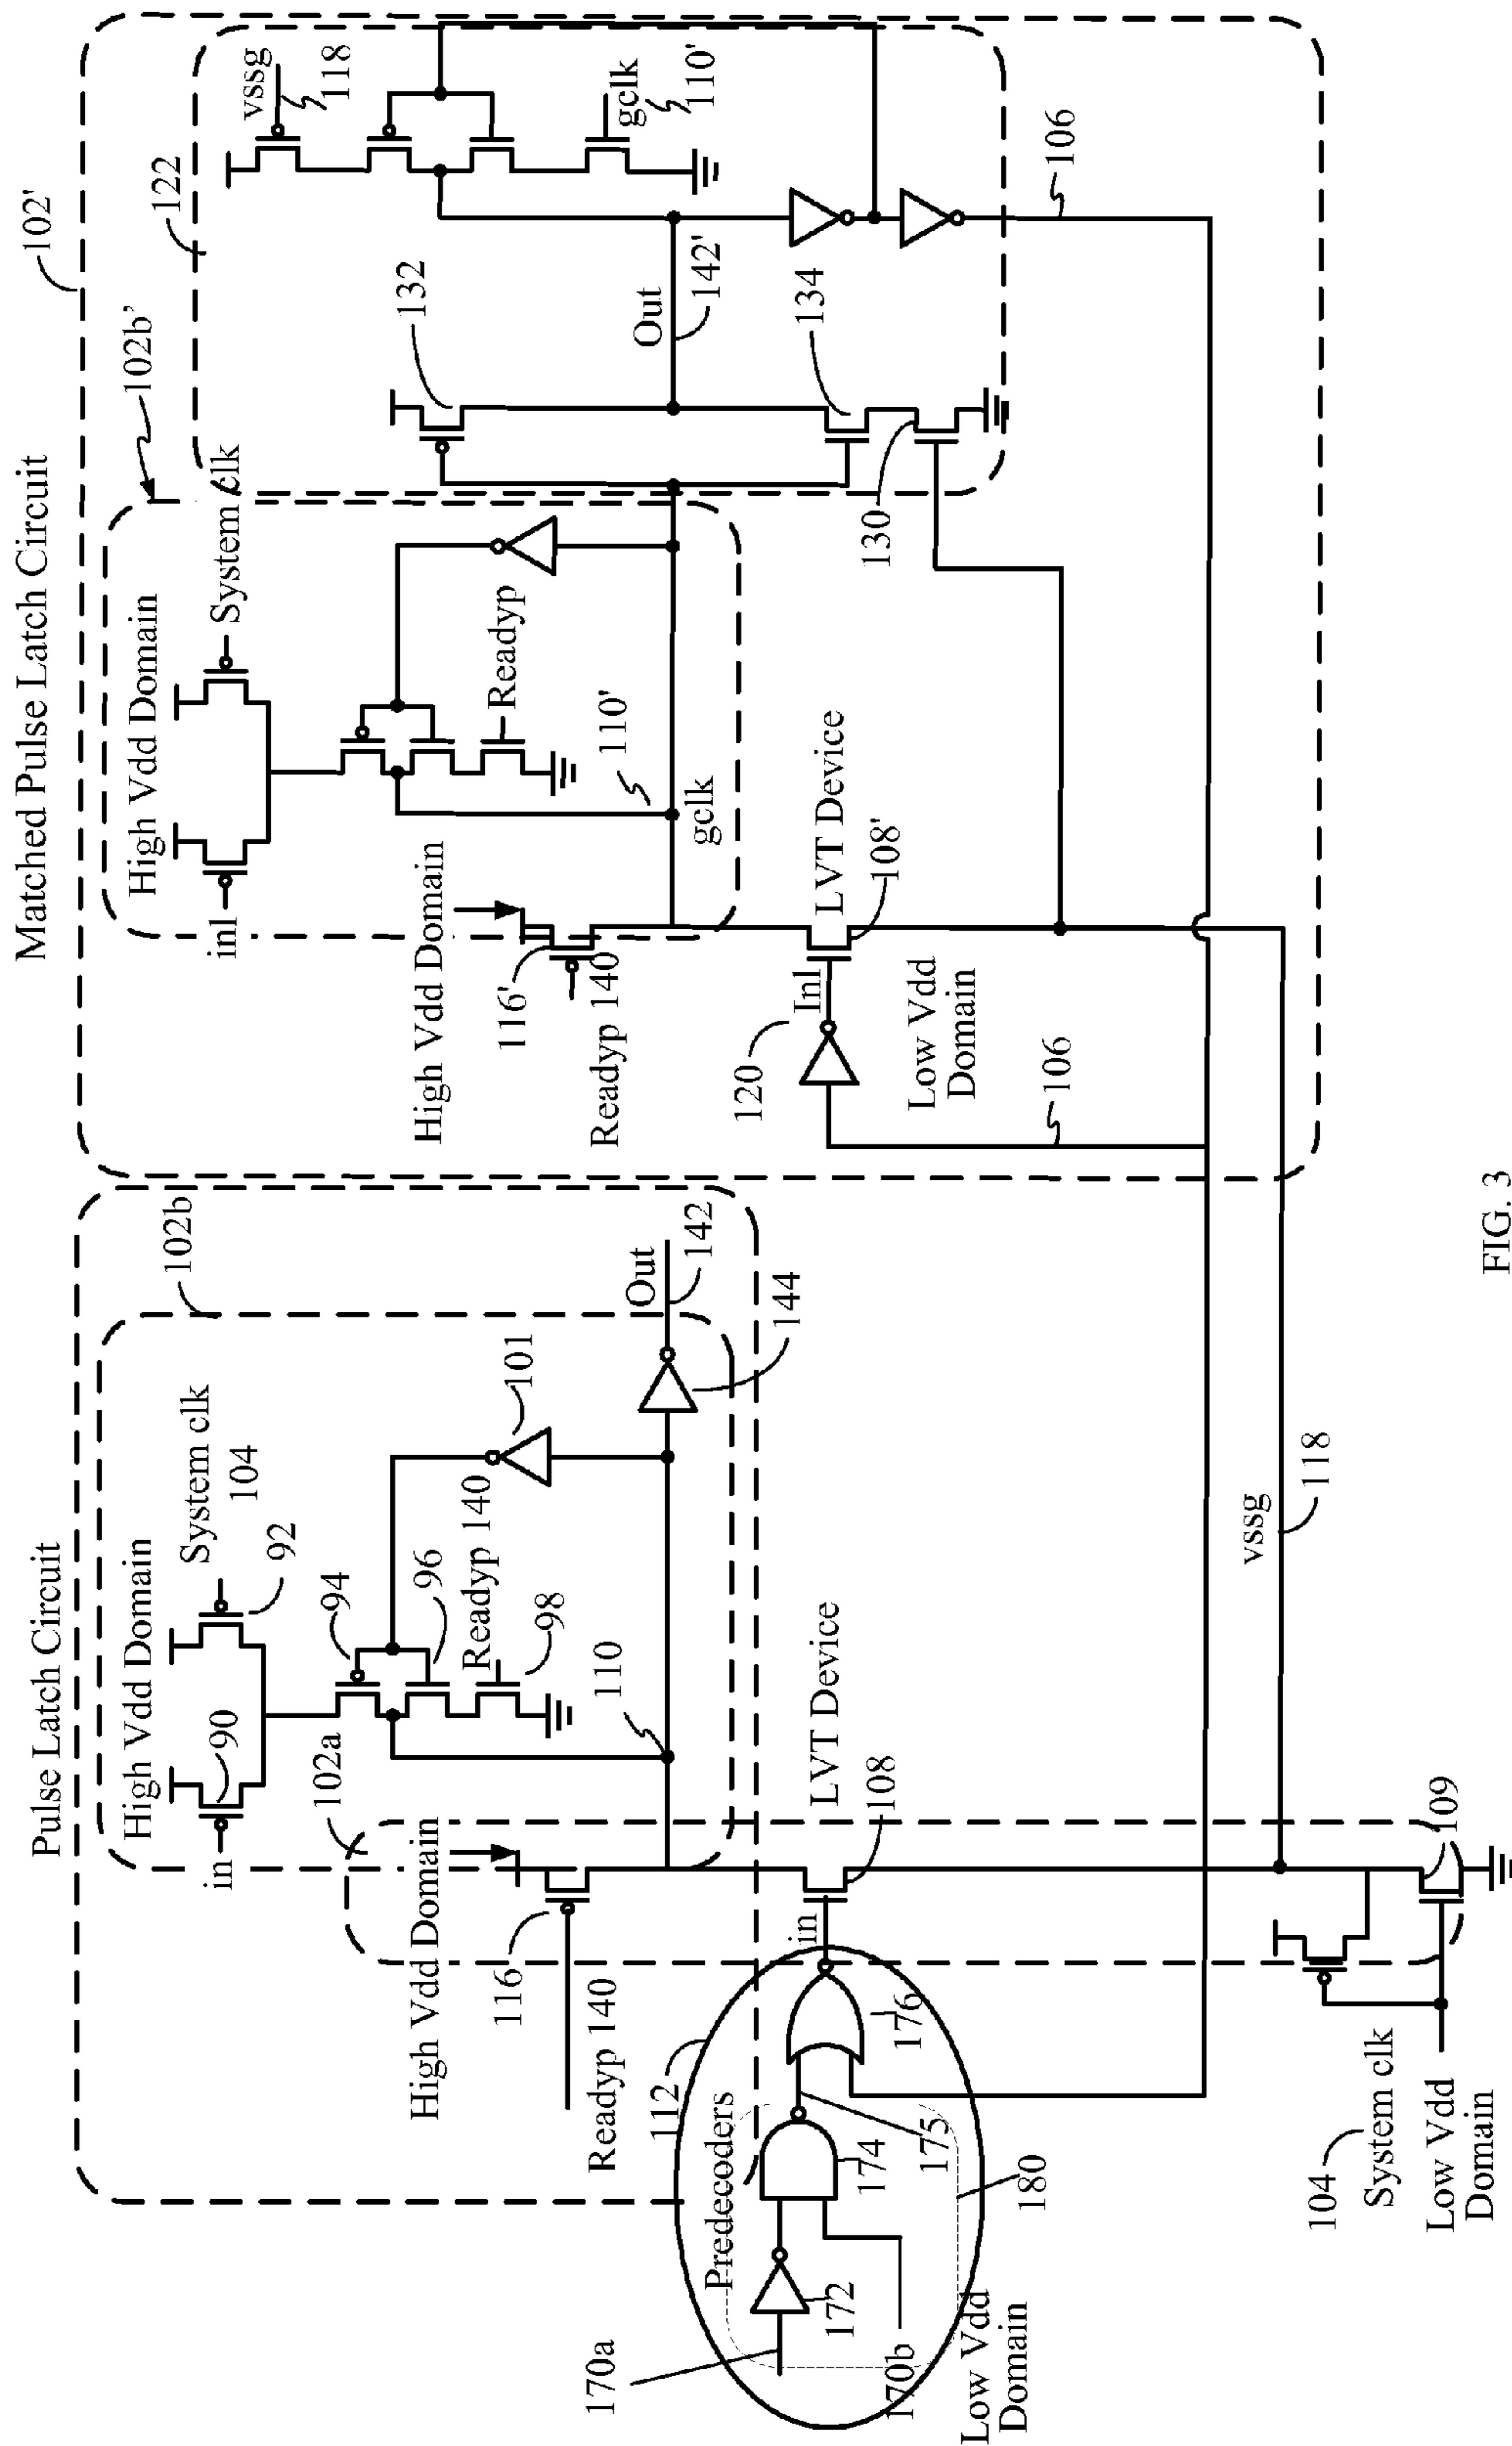 Matched Pulse Latch Circuit
102'
102b’
122
High Vdd Domain
inl
System clk
Readyp
110'
gclk
High Vdd Domain
116'
Readyp 140
120
Inl
LVT Device
108'
Low Vdd
Domain
106
132
Out
142'
134
130
vssg
118
gclk
110'
106
Pulse Latch Circuit
102b
High Vdd Domain
in
90
System clk
104
92
94
96
Readyp 140
98
101
110
Out
142
144
102a
High Vdd Domain
116
Readyp 140
112
in
LVT Device
108
Predecoders
170a
172
170b
174
175
176
180
Low Vdd
Domain
vssg
118
109
104
System clk
Low Vdd
Domain
FIG. 3